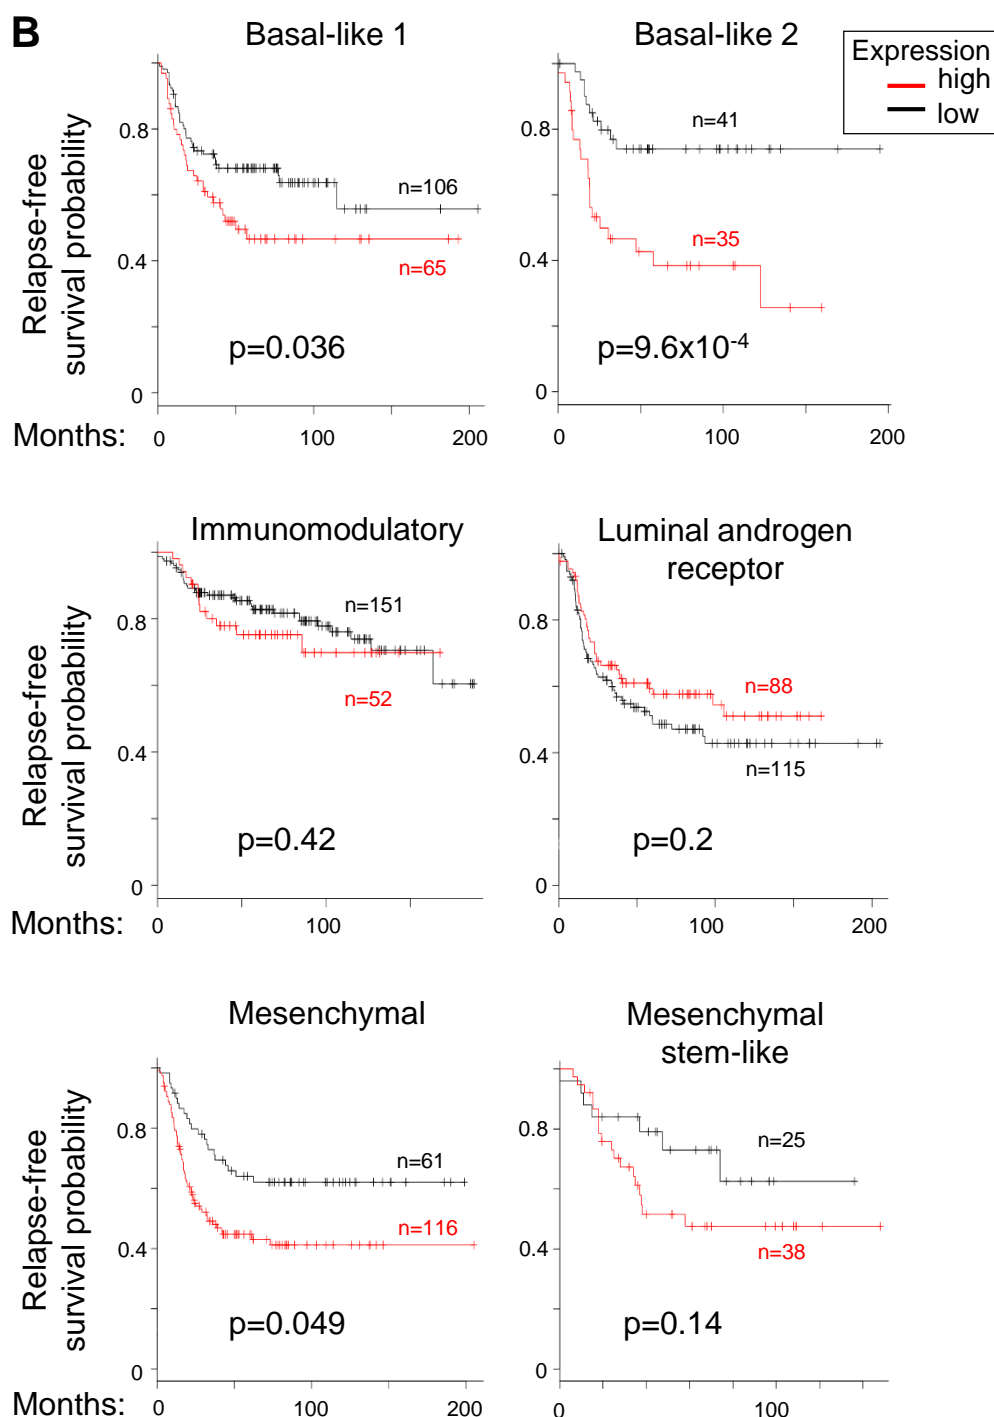 B
Basal-like 1
Basal-like 2
Expression
high
low
Relapse-free
survival probability
0.8
0.4
0
n=106
n=65
p=0.036
n=41
n=35
p=9.6x10-4
0.8
0.4
0
Months:
0
100
200
0
100
200
Immunomodulatory
Luminal androgen
receptor
Relapse-free
survival probability
0.8
0.4
0
n=151
n=52
p=0.42
0.8
0.4
0
n=88
n=115
p=0.2
Months:
0
100
0
100
200
Mesenchymal
Mesenchymal
stem-like
Relapse-free
survival probability
0.8
0.4
0
n=61
n=116
p=0.049
0.8
0.4
0
n=25
n=38
p=0.14
Months:
0
100
200
0
100